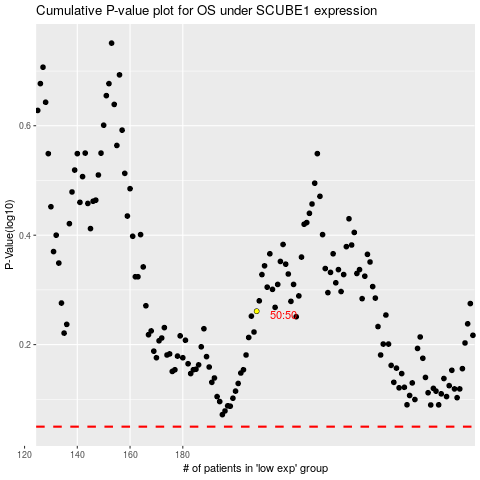 Cumulative P-value plot for OS under SCUBE1 expression
P-Value(log10)
0.6
0.4
0.2
50:50
120 140 160 180
# of patients in 'low exp' group